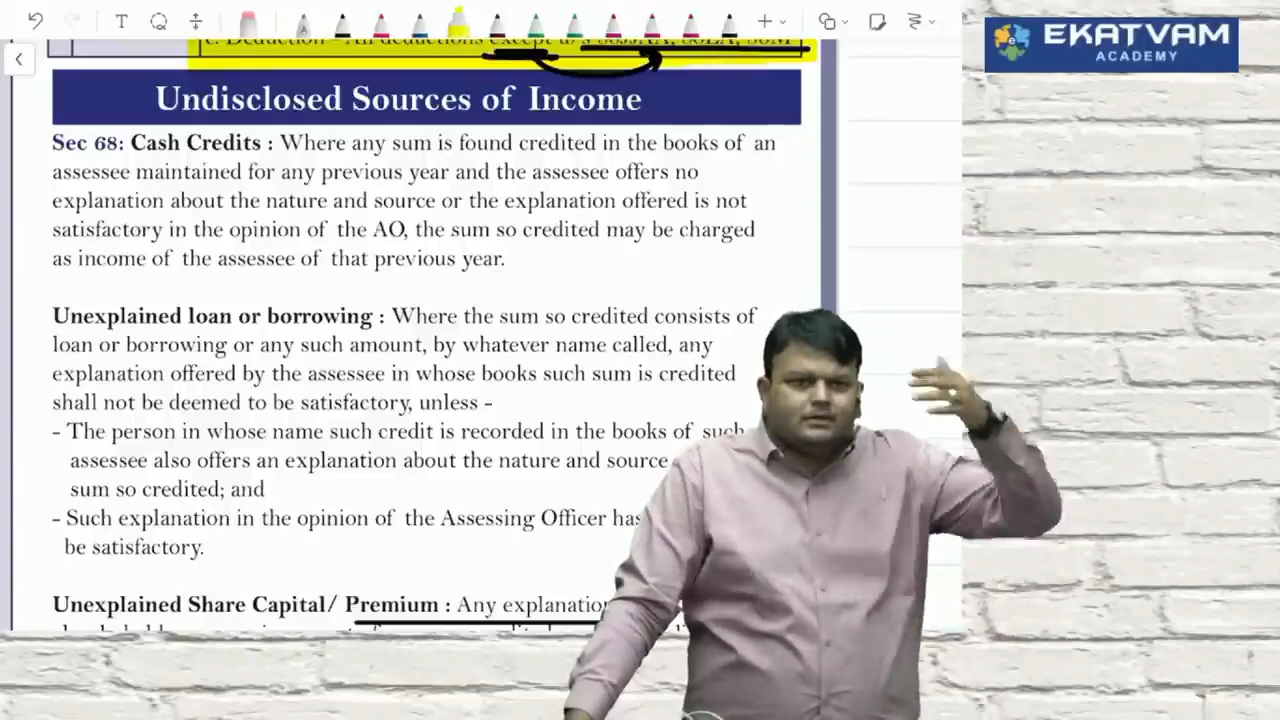 EKATVAM
ACADEMY
T
c. Deduction - All deductions except u/s 80JJAA, 80LA, 80M
Undisclosed Sources of Income
Sec 68: Cash Credits : Where any sum is found credited in the books of an
assessee maintained for any previous year and the assessee offers no
explanation about the nature and source or the explanation offered is not
satisfactory in the opinion of the AO, the sum so credited may be charged
as income of that assessee of that previous year.
Unexplained loan or borrowing : Where the sum so credited consists of
loan or borrowing or any such amount, by whatever name called, any
explanation offered by the assessee in whose books such sum is credited
shall not be deemed to be satisfactory, unless -
- The person in whose name such credit is recorded in the books of such
assessee also offers an explanation about the nature and source
sum so credited; and
- Such explanation in the opinion of the Assessing Officer has
be satisfactory.
Unexplained Share Capital/ Premium : Any explanation